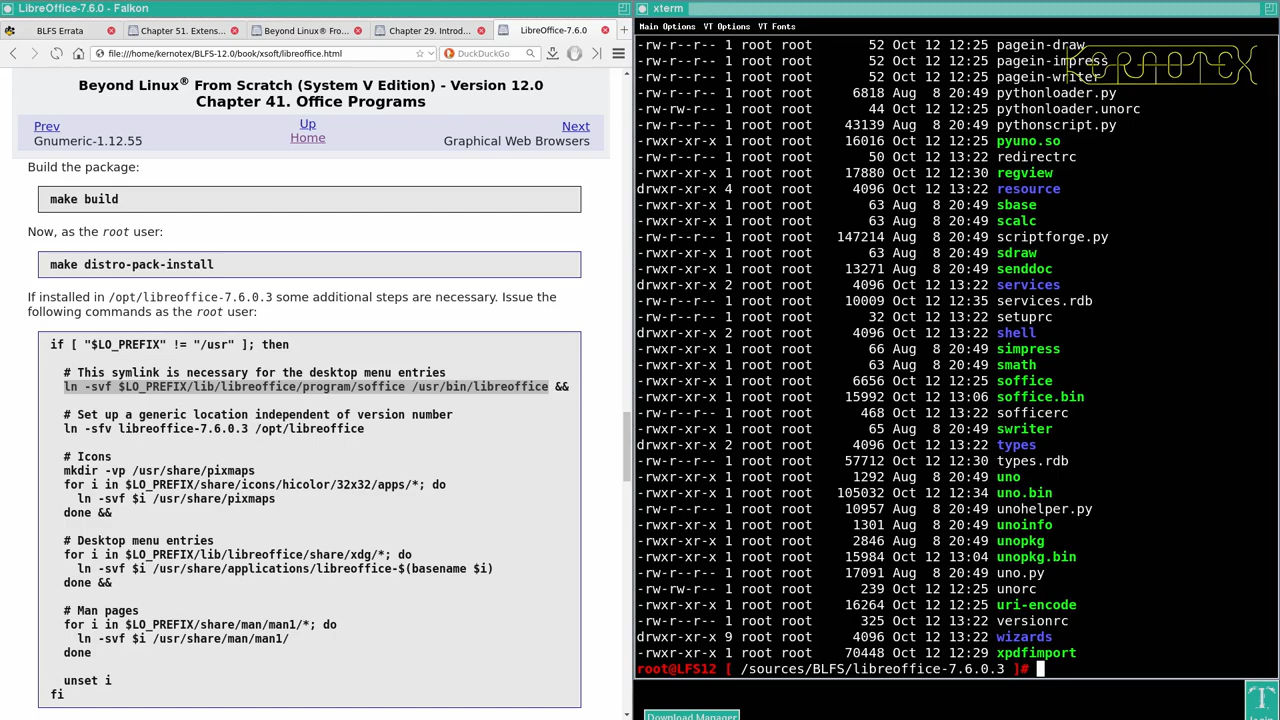 LibreOffice-7.6.0 - Falkon
BLFS Errata
Chapter 51. Extens...
Beyond Linux® Fro...
Chapter 29. Introd...
LibreOffice-7.6.0
file:///home/kernotex/BLFS-12.0/book/xsoft/libreoffice.html
DuckDuckGo
Beyond Linux® From Scratch (System V Edition) - Version 12.0
Chapter 41. Office Programs
Prev
Up
Next
Gnumeric-1.12.55
Home
Graphical Web Browsers
Build the package:
make build
Now, as the root user:
make distro-pack-install
If installed in /opt/libreoffice-7.6.0.3 some additional steps are necessary. Issue the
following commands as the root user:
if [ "$LO_PREFIX" != "/usr" ]; then
# This symlink is necessary for the desktop menu entries
ln -svf $LO_PREFIX/lib/libreoffice/program/soffice /usr/bin/libreoffice &&
# Set up a generic location independent of version number
ln -sfv libreoffice-7.6.0.3 /opt/libreoffice
# Icons
mkdir -vp /usr/share/pixmaps
for i in $LO_PREFIX/share/icons/hicolor/32x32/apps/*; do
ln -svf $i /usr/share/pixmaps
done &&
# Desktop menu entries
for i in $LO_PREFIX/lib/libreoffice/share/xdg/*; do
ln -svf $i /usr/share/applications/libreoffice-$(basename $i)
done &&
# Man pages
for i in $LO_PREFIX/share/man/man1/*; do
ln -svf $i /usr/share/man/man1/
done
unset i
fi
xterm
Main Options VT Options VT Fonts
-rw-r--r-- 1 root root 52 Oct 12 12:25 pagein-draw
-rw-r--r-- 1 root root 52 Oct 12 12:25 pagein-impress
-rw-r--r-- 1 root root 52 Oct 12 12:25 pagein-writer
KERNOTEX
-rw-r--r-- 1 root root 6818 Aug 8 20:49 pythonloader.py
-rw-rw-r-- 1 root root 44 Oct 12 12:25 pythonloader.unorc
-rw-r--r-- 1 root root 43139 Aug 8 20:49 pythonscript.py
-rwxr-xr-x 1 root root 16016 Oct 12 12:25 pyuno.so
-rw-r--r-- 1 root root 50 Oct 12 13:22 redirectrc
-rwxr-xr-x 1 root root 17880 Oct 12 12:30 regview
drwxr-xr-x 4 root root 4096 Oct 12 13:22 resource
-rwxr-xr-x 1 root root 63 Aug 8 20:49 sbase
-rwxr-xr-x 1 root root 63 Aug 8 20:49 scalc
-rw-r--r-- 1 root root 147214 Aug 8 20:49 scriptforge.py
-rwxr-xr-x 1 root root 63 Aug 8 20:49 sdraw
-rwxr-xr-x 1 root root 13271 Aug 8 20:49 senddoc
drwxr-xr-x 2 root root 4096 Oct 12 13:22 services
-rw-r--r-- 1 root root 10009 Oct 12 12:35 services.rdb
-rw-r--r-- 1 root root 32 Oct 12 13:22 setuprc
drwxr-xr-x 2 root root 4096 Oct 12 13:22 shell
-rwxr-xr-x 1 root root 66 Aug 8 20:49 simpress
-rwxr-xr-x 1 root root 64 Aug 8 20:49 smath
-rwxr-xr-x 1 root root 6656 Oct 12 12:25 soffice
-rwxr-xr-x 1 root root 15992 Oct 12 13:06 soffice.bin
-rw-r--r-- 1 root root 468 Oct 12 13:22 sofficerc
-rwxr-xr-x 1 root root 65 Aug 8 20:49 swriter
drwxr-xr-x 2 root root 4096 Oct 12 13:22 types
-rw-r--r-- 1 root root 57712 Oct 12 12:30 types.rdb
-rwxr-xr-x 1 root root 1292 Aug 8 20:49 uno
-rwxr-xr-x 1 root root 105032 Oct 12 12:34 uno.bin
-rw-r--r-- 1 root root 10957 Aug 8 20:49 unohelper.py
-rwxr-xr-x 1 root root 1301 Aug 8 20:49 unoinfo
-rwxr-xr-x 1 root root 2846 Aug 8 20:49 unopkg
-rwxr-xr-x 1 root root 15984 Oct 12 13:04 unopkg.bin
-rw-r--r-- 1 root root 17091 Aug 8 20:49 uno.py
-rw-rw-r-- 1 root root 239 Oct 12 12:25 unorc
-rwxr-xr-x 1 root root 16264 Oct 12 12:25 uri-encode
-rw-r--r-- 1 root root 325 Oct 12 13:22 versionrc
drwxr-xr-x 9 root root 4096 Oct 12 13:22 wizards
-rwxr-xr-x 1 root root 70448 Oct 12 12:29 xpdfimport
root@LFS12 [ /sources/BLFS/libreoffice-7.6.0.3 ]#
Download Manager